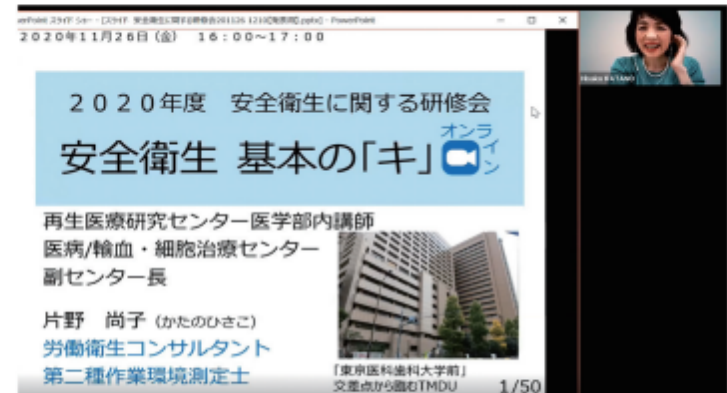 2020年11月26日(金) 16:00~17:00
2020年度 安全衛生に関する研修会
安全衛生 基本の「キ」
オンライン
再生医療研究センター医学部内講師
医病/輸血・細胞治療センター
副センター長
片野 尚子 (かたのひさこ)
労働衛生コンサルタント
第二種作業環境測定士
「東京医科歯科大学前」
交差点から臨むTMDU
1/50